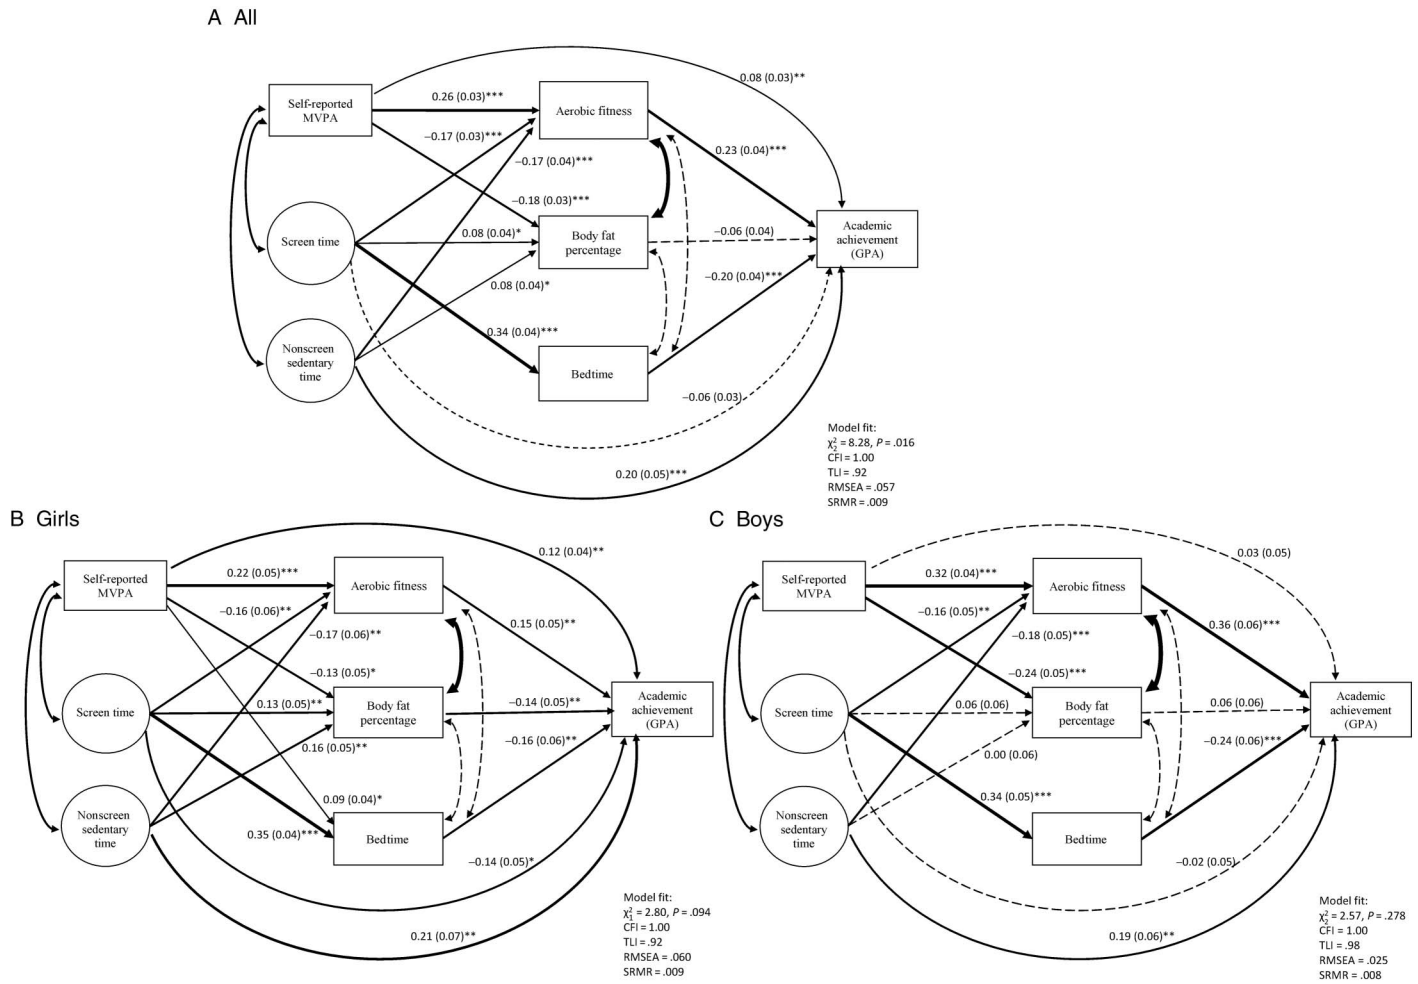 A All
0.08 (0.03)**
Self-reported
MVPA
0.26 (0.03)***
Aerobic fitness
−0.17 (0.03)***
−0.17 (0.04)***
0.23 (0.04)***
−0.18 (0.03)***
Screen time
0.08 (0.04)*
Body fat
percentage
−0.06 (0.04)
Academic
achievement
(GPA)
0.08 (0.04)*
−0.20 (0.04)***
0.34 (0.04)***
Nonscreen
sedentary
time
Bedtime
−0.06 (0.03)
0.20 (0.05)***
Model fit:
χ²₂ = 8.28, P = .016
CFI = 1.00
TLI = .92
RMSEA = .057
SRMR = .009
B Girls
0.12 (0.04)**
Self-reported
MVPA
0.22 (0.05)***
Aerobic fitness
−0.16 (0.06)**
−0.17 (0.06)**
0.15 (0.05)**
−0.13 (0.05)*
Screen time
0.13 (0.05)**
Body fat
percentage
−0.14 (0.05)**
Academic
achievement
(GPA)
0.16 (0.05)**
−0.16 (0.06)**
0.09 (0.04)*
0.35 (0.04)***
Nonscreen
sedentary
time
Bedtime
−0.14 (0.05)*
0.21 (0.07)**
Model fit:
χ²₁ = 2.80, P = .094
CFI = 1.00
TLI = .92
RMSEA = .060
SRMR = .009
C Boys
0.03 (0.05)
Self-reported
MVPA
0.32 (0.04)***
Aerobic fitness
−0.16 (0.05)**
−0.18 (0.05)***
0.36 (0.06)***
−0.24 (0.05)***
Screen time
0.06 (0.06)
Body fat
percentage
0.06 (0.06)
Academic
achievement
(GPA)
0.00 (0.06)
−0.24 (0.06)***
0.34 (0.05)***
Nonscreen
sedentary
time
Bedtime
−0.02 (0.05)
0.19 (0.06)**
Model fit:
χ²₂ = 2.57, P = .278
CFI = 1.00
TLI = .98
RMSEA = .025
SRMR = .008